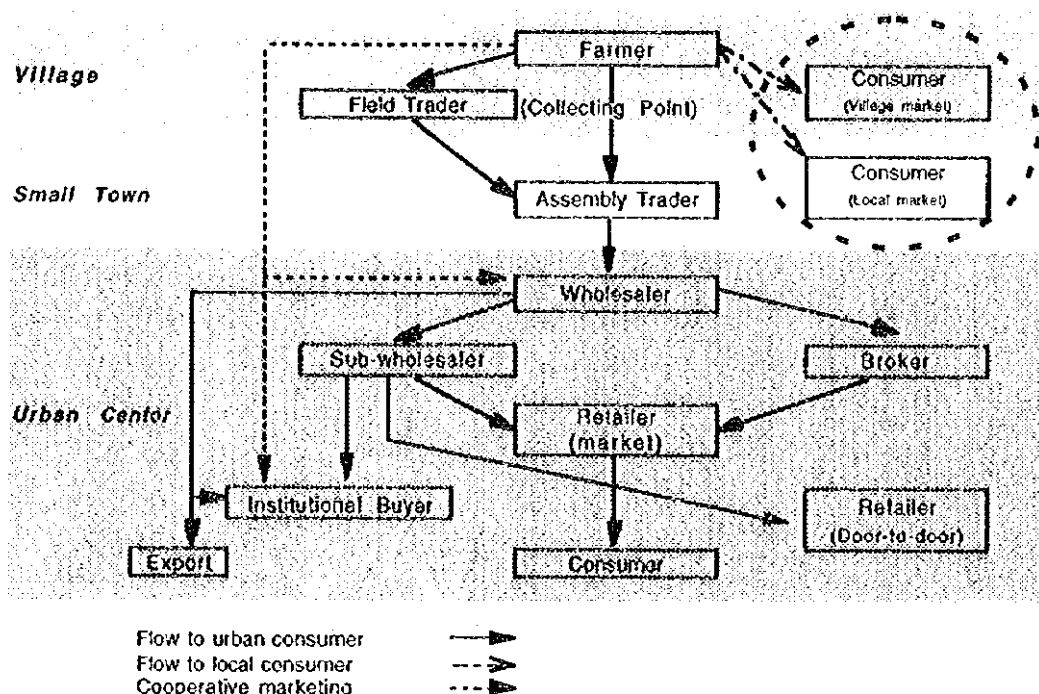 Farmer
Village
Consumer
(Village market)
Field Trader
(Collecting Point)
Consumer
(Local market)
Small Town
Assembly Trader
Wholesaler
Sub-wholesaler
Broker
Urban Center
Retailer
(market)
Institutional Buyer
Retailer
(Door-to-door)
Export
Consumer
Flow to urban consumer
Flow to local consumer
Cooperative marketing